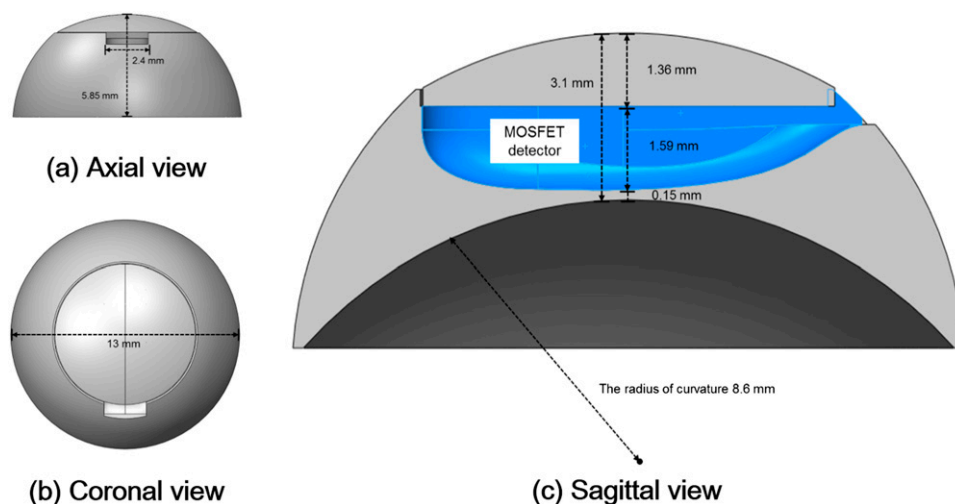 2.4 mm
5.85 mm
(a) Axial view
13 mm
(b) Coronal view
3.1 mm
1.36 mm
MOSFET
detector
1.59 mm
0.15 mm
The radius of curvature 8.6 mm
(c) Sagittal view